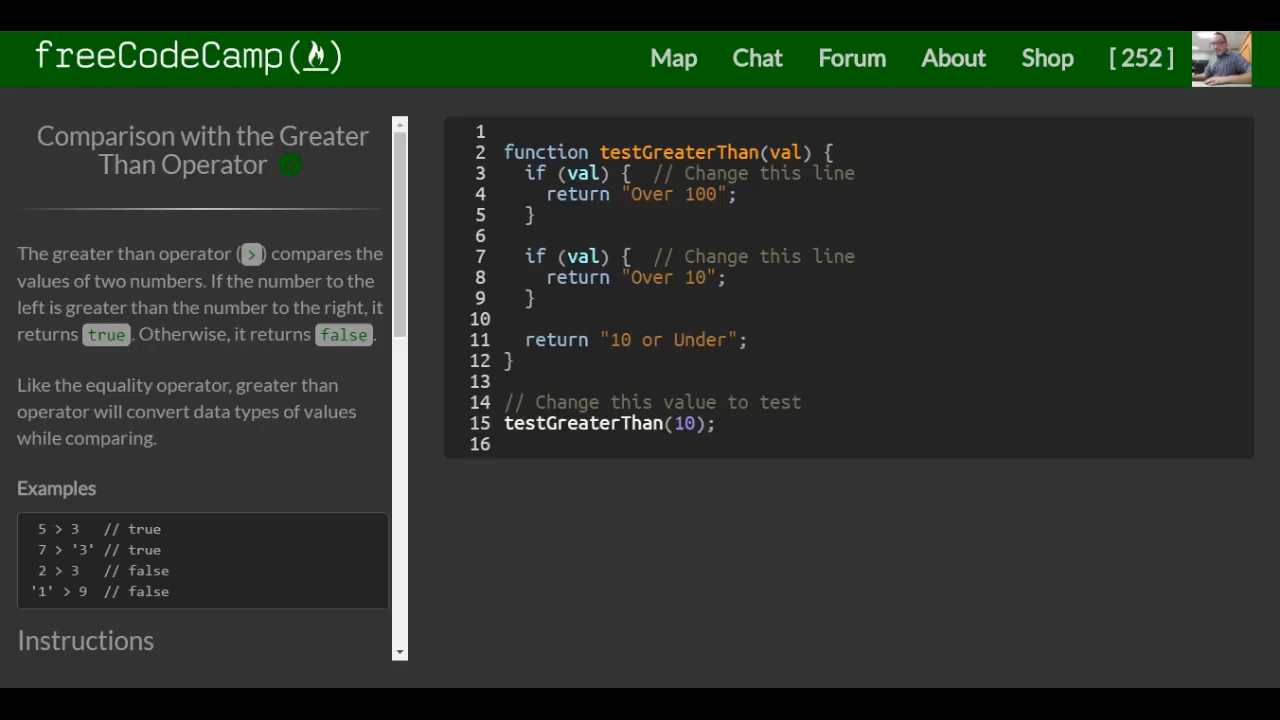 freeCodeCamp(🔥)
Map Chat Forum About Shop [ 252 ]
Comparison with the Greater
Than Operator
The greater than operator ( > ) compares the
values of two numbers. If the number to the
left is greater than the number to the right, it
returns true. Otherwise, it returns false.
Like the equality operator, greater than
operator will convert data types of values
while comparing.
Examples
5 > 3 // true
7 > '3' // true
2 > 3 // false
'1' > 9 // false
Instructions
1
2 function testGreaterThan(val) {
3 if (val) { // Change this line
4 return "Over 100";
5 }
6
7 if (val) { // Change this line
8 return "Over 10";
9 }
10
11 return "10 or Under";
12 }
13
14 // Change this value to test
15 testGreaterThan(10);
16